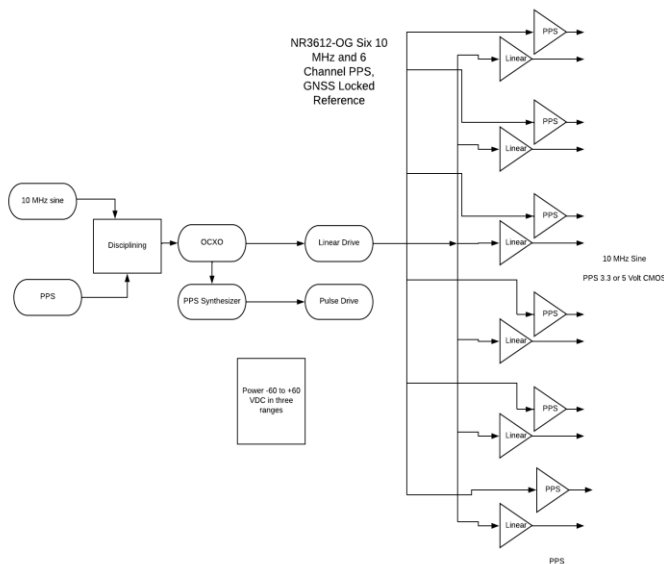 NR3612-OG Six 10
MHz and 6
Channel PPS,
GNSS Locked
Reference
PPS
Linear
PPS
Linear
10 MHz sine
PPS
Linear
Disciplining
OCXO
Linear Drive
10 MHz Sine
PPS 3.3 or 5 Volt CMOS
PPS
PPS Synthesizer
Pulse Drive
PPS
Linear
Power -60 to +60
VDC in three
ranges
PPS
Linear
PPS
Linear
PPS